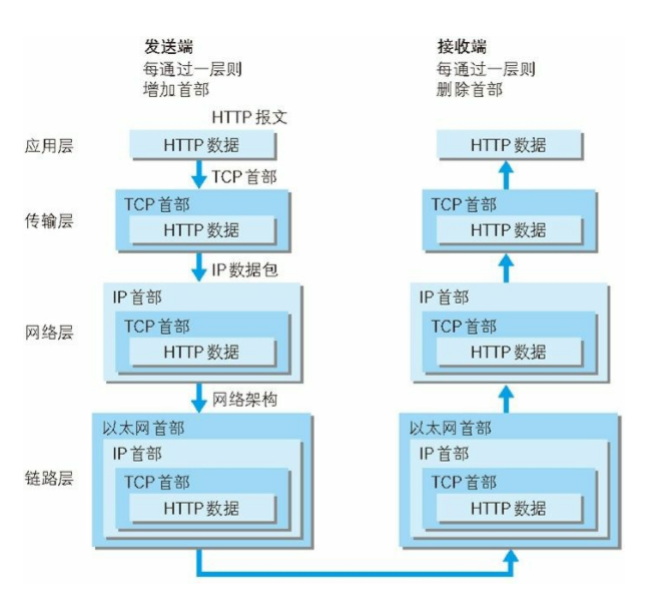 发送端
每通过一层则
增加首部
接收端
每通过一层则
删除首部
HTTP 报文
应用层
HTTP 数据
HTTP 数据
TCP 首部
传输层
TCP 首部
HTTP 数据
TCP 首部
HTTP 数据
IP 数据包
网络层
IP 首部
TCP 首部
HTTP 数据
IP 首部
TCP 首部
HTTP 数据
网络架构
链路层
以太网首部
IP 首部
TCP 首部
HTTP 数据
以太网首部
IP 首部
TCP 首部
HTTP 数据